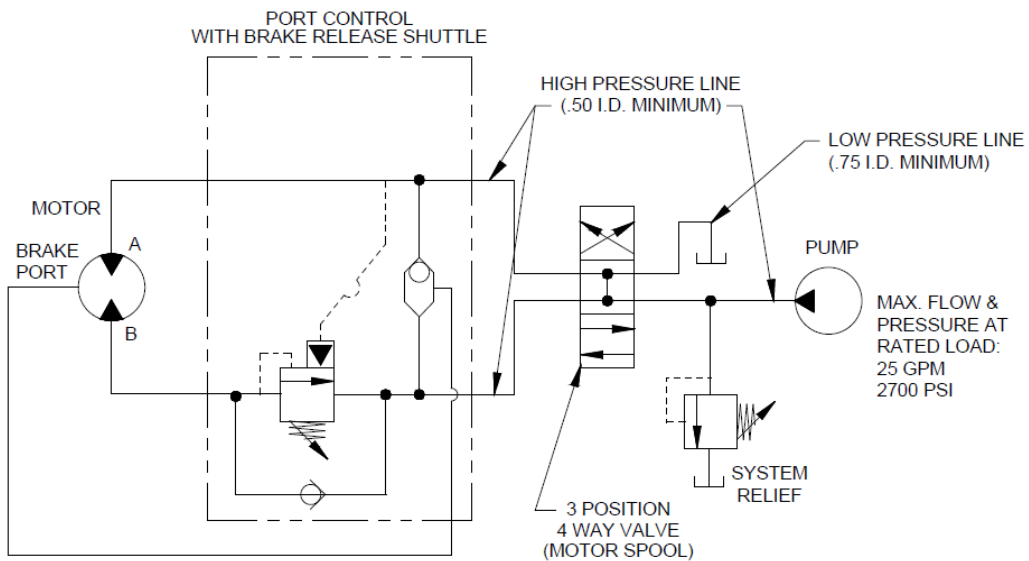 PORT CONTROL
WITH BRAKE RELEASE SHUTTLE
HIGH PRESSURE LINE
(.50 I.D. MINIMUM)
LOW PRESSURE LINE
(.75 I.D. MINIMUM)
MOTOR
A
BRAKE
PORT
B
PUMP
MAX. FLOW &
PRESSURE AT
RATED LOAD:
25 GPM
2700 PSI
SYSTEM
RELIEF
3 POSITION
4 WAY VALVE
(MOTOR SPOOL)